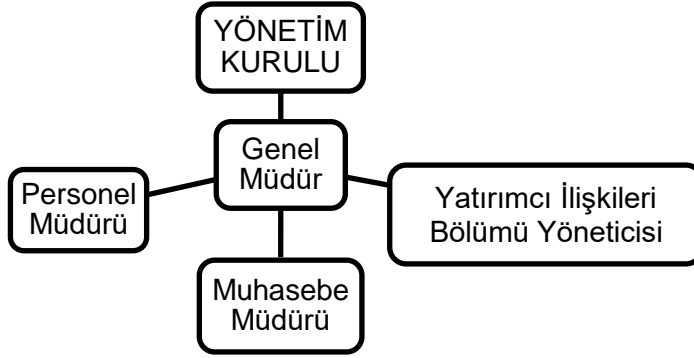 YÖNETİM
KURULU
Genel
Müdür
Personel
Müdürü
Yatırımcı İlişkileri
Bölümü Yöneticisi
Muhasebe
Müdürü